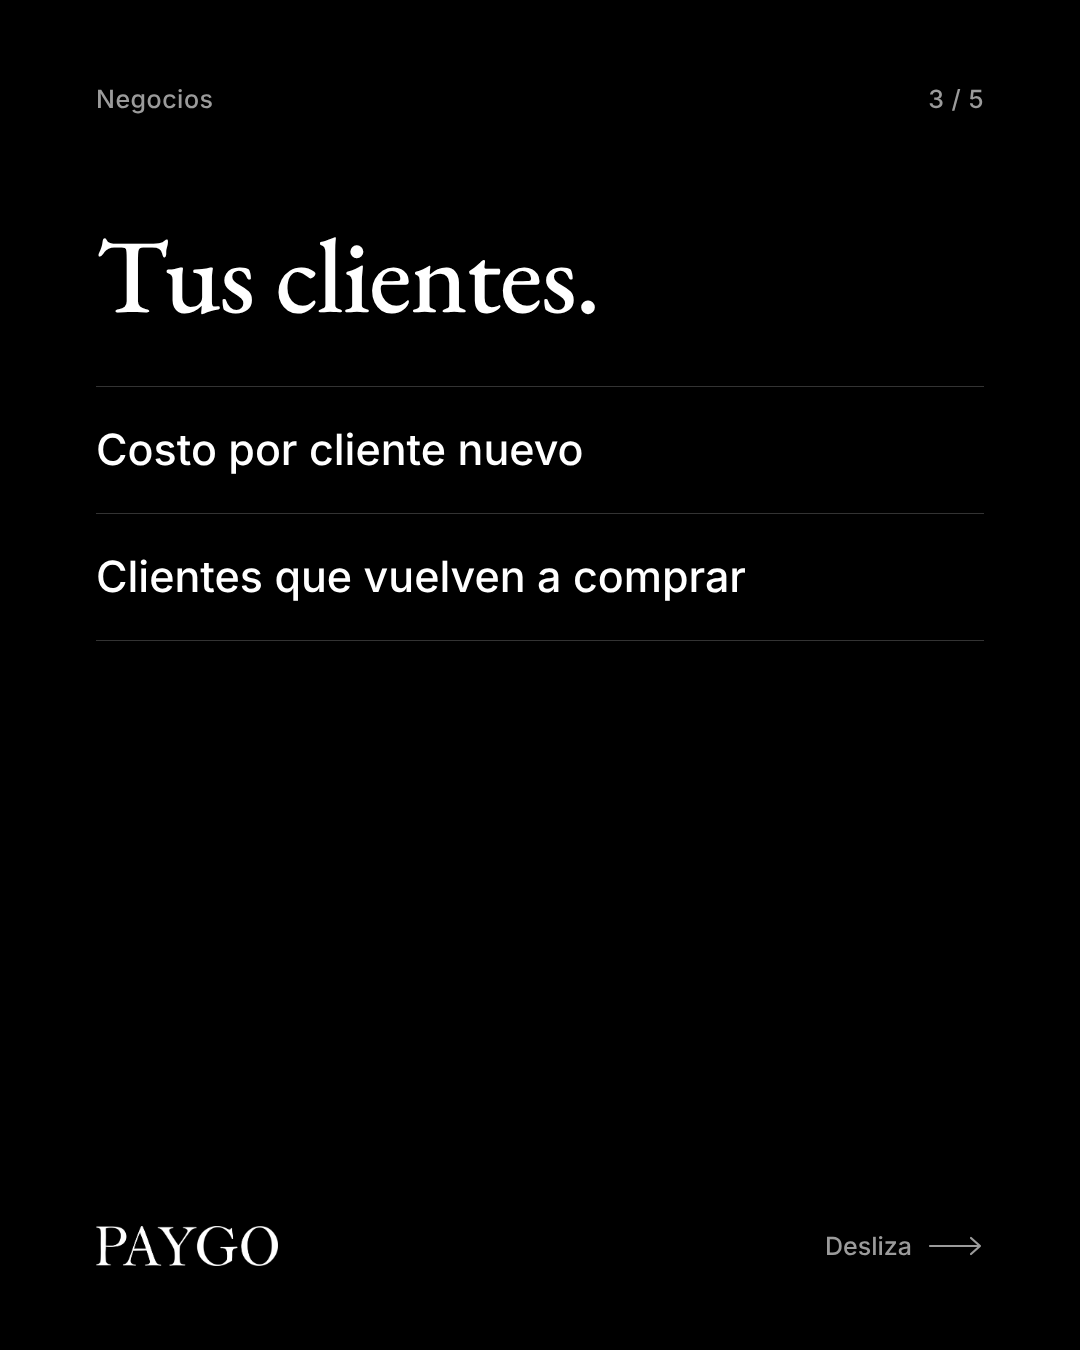 Negocios
3 / 5
Tus clientes.
Costo por cliente nuevo
Clientes que vuelven a comprar
PAYGO
Desliza